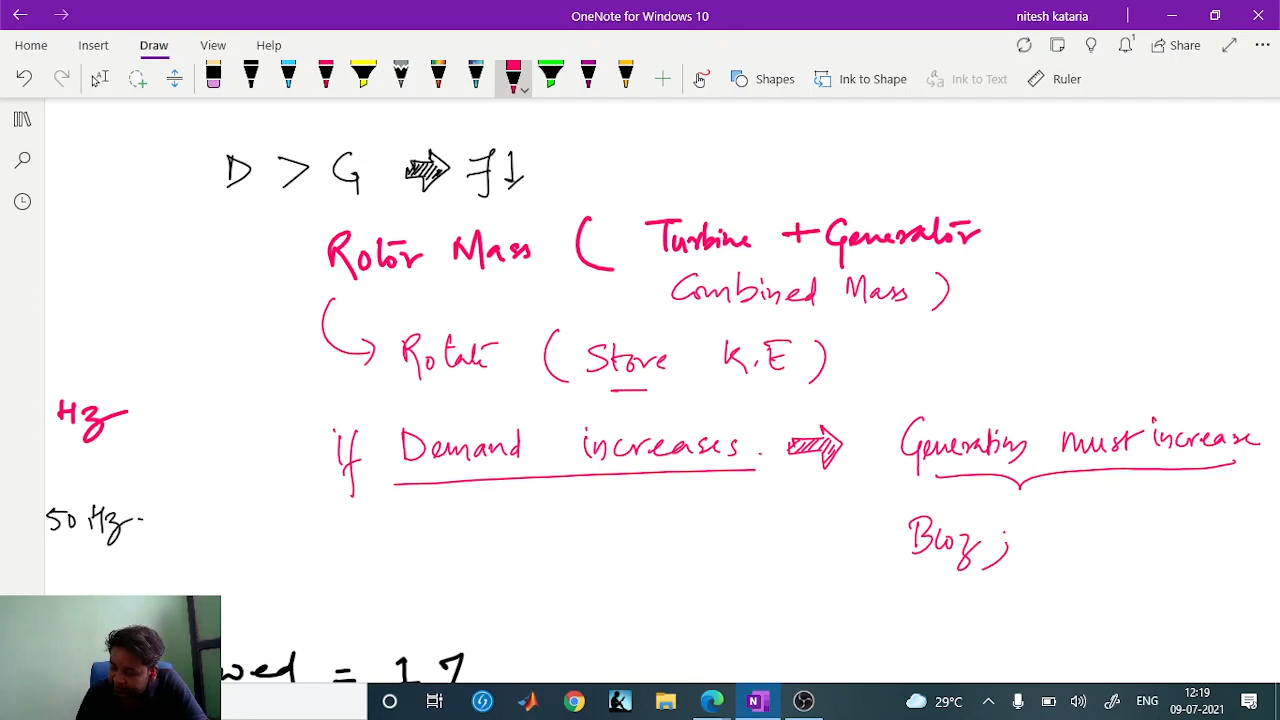 OneNote for Windows 10
nitesh kataria
Home Insert Draw View Help
Share
Shapes Ink to Shape Ink to Text Ruler
D > G ⇒ f↓
Rotor Mass ( Turbine + Generator
Combined Mass )
Rotate ( Store K.E )
Hz
if Demand increases. ⇒ Generation must increase
50 Hz.
Bcoz ;
wed = 1 %
29°C ENG 12:19
09-07-2021